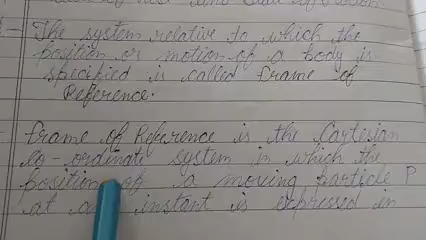 - The system relative to which the
position or motion of a body is
specified is called frame of
Reference.
- frame of Reference is the Cartesian
co-ordinate system in which the
position of a moving particle P
at an instant is expressed in